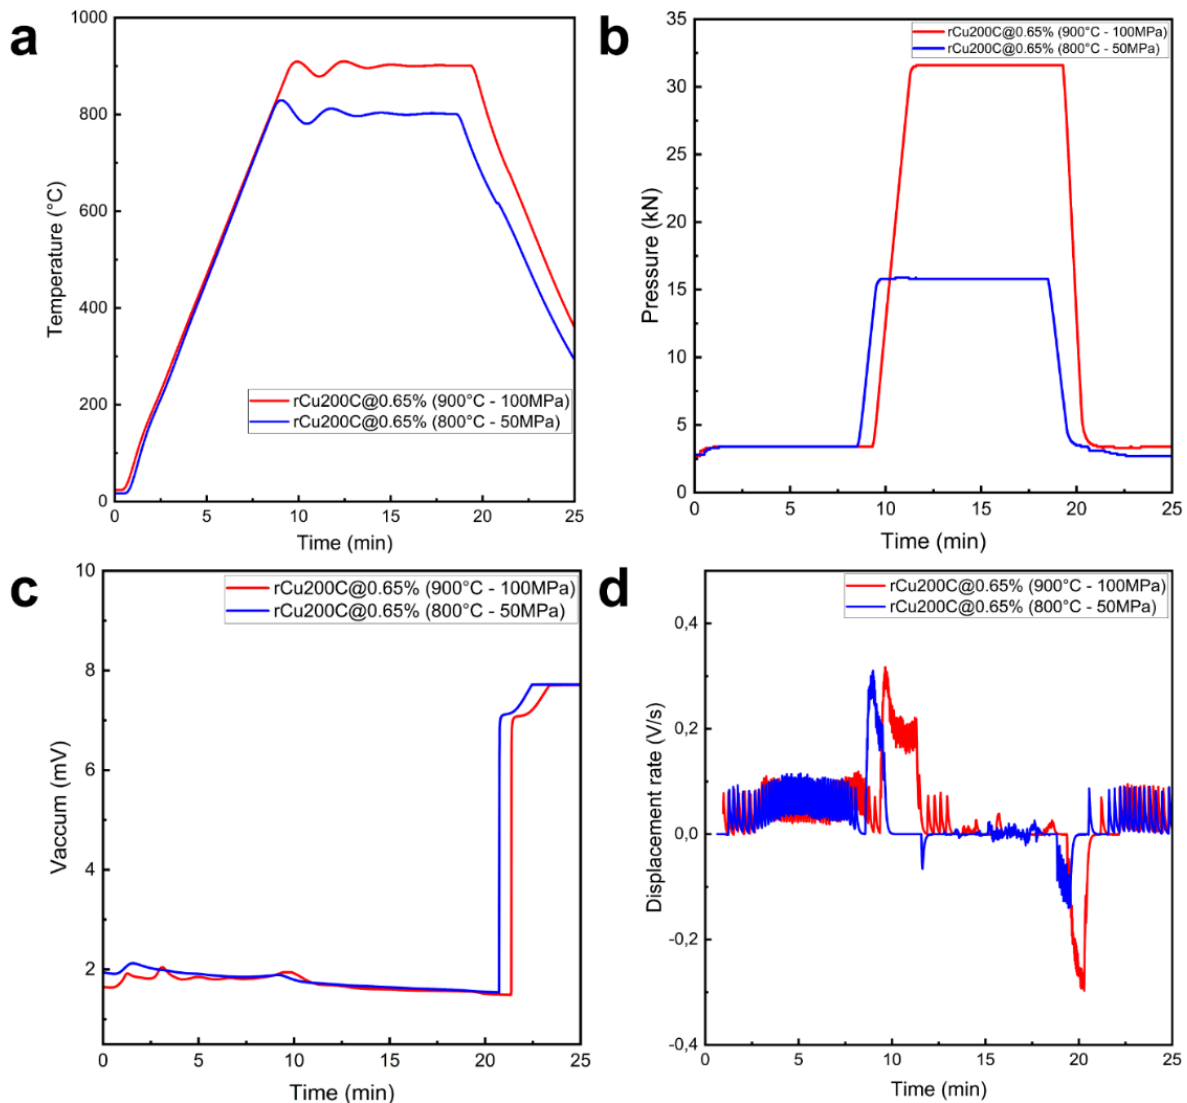 a
1000
800
600
400
200
0
Temperature (°C)
rCu200C@0.65% (900°C - 100MPa)
rCu200C@0.65% (800°C - 50MPa)
0
5
10
15
20
25
Time (min)
b
35
30
25
20
15
10
5
0
Pressure (kN)
rCu200C@0.65% (900°C - 100MPa)
rCu200C@0.65% (800°C - 50MPa)
0
5
10
15
20
25
Time (min)
c
10
8
6
4
2
Vaccum (mV)
rCu200C@0.65% (900°C - 100MPa)
rCu200C@0.65% (800°C - 50MPa)
0
5
10
15
20
25
Time (min)
d
0,4
0,2
0,0
-0,2
-0,4
Displacement rate (V/s)
rCu200C@0.65% (900°C - 100MPa)
rCu200C@0.65% (800°C - 50MPa)
0
5
10
15
20
25
Time (min)